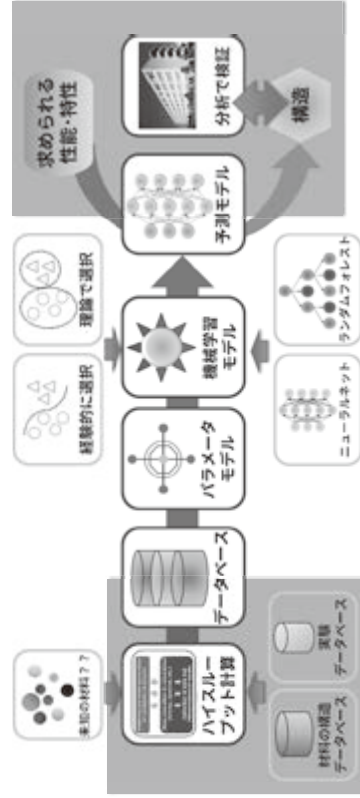 未知の材料??
ハイスルー
プット計算
材料の構造
データベース
実験
データベース
データベース
パラメータ
モデル
経験的に選択
理論で選択
機械学習
モデル
ニューラルネット
ランダムフォレスト
予測モデル
求められる
性能・特性
分析で検証
構造